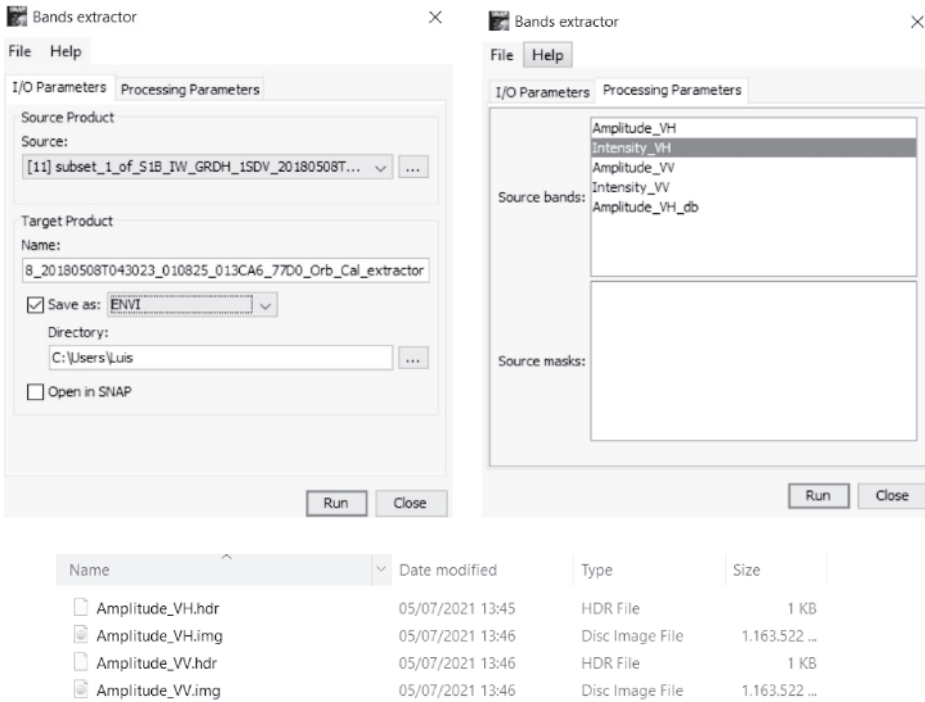 Bands extractor
File Help
I/O Parameters Processing Parameters
Source Product
Source:
[11] subset_1_of_S1B_IW_GRDH_1SDV_20180508T... ...
Target Product
Name:
8_20180508T043023_010825_013CA6_77D0_Orb_Cal_extractor
Save as: ENVI
Directory:
C:\Users\Luis ...
Open in SNAP
Run Close
Bands extractor
File Help
I/O Parameters Processing Parameters
Source bands:
Amplitude_VH
Intensity_VH
Amplitude_VV
Intensity_VV
Amplitude_VH_db
Source masks:
Run Close
Name Date modified Type Size
Amplitude_VH.hdr 05/07/2021 13:45 HDR File 1 KB
Amplitude_VH.img 05/07/2021 13:46 Disc Image File 1.163.522 ...
Amplitude_VV.hdr 05/07/2021 13:46 HDR File 1 KB
Amplitude_VV.img 05/07/2021 13:46 Disc Image File 1.163.522 ...